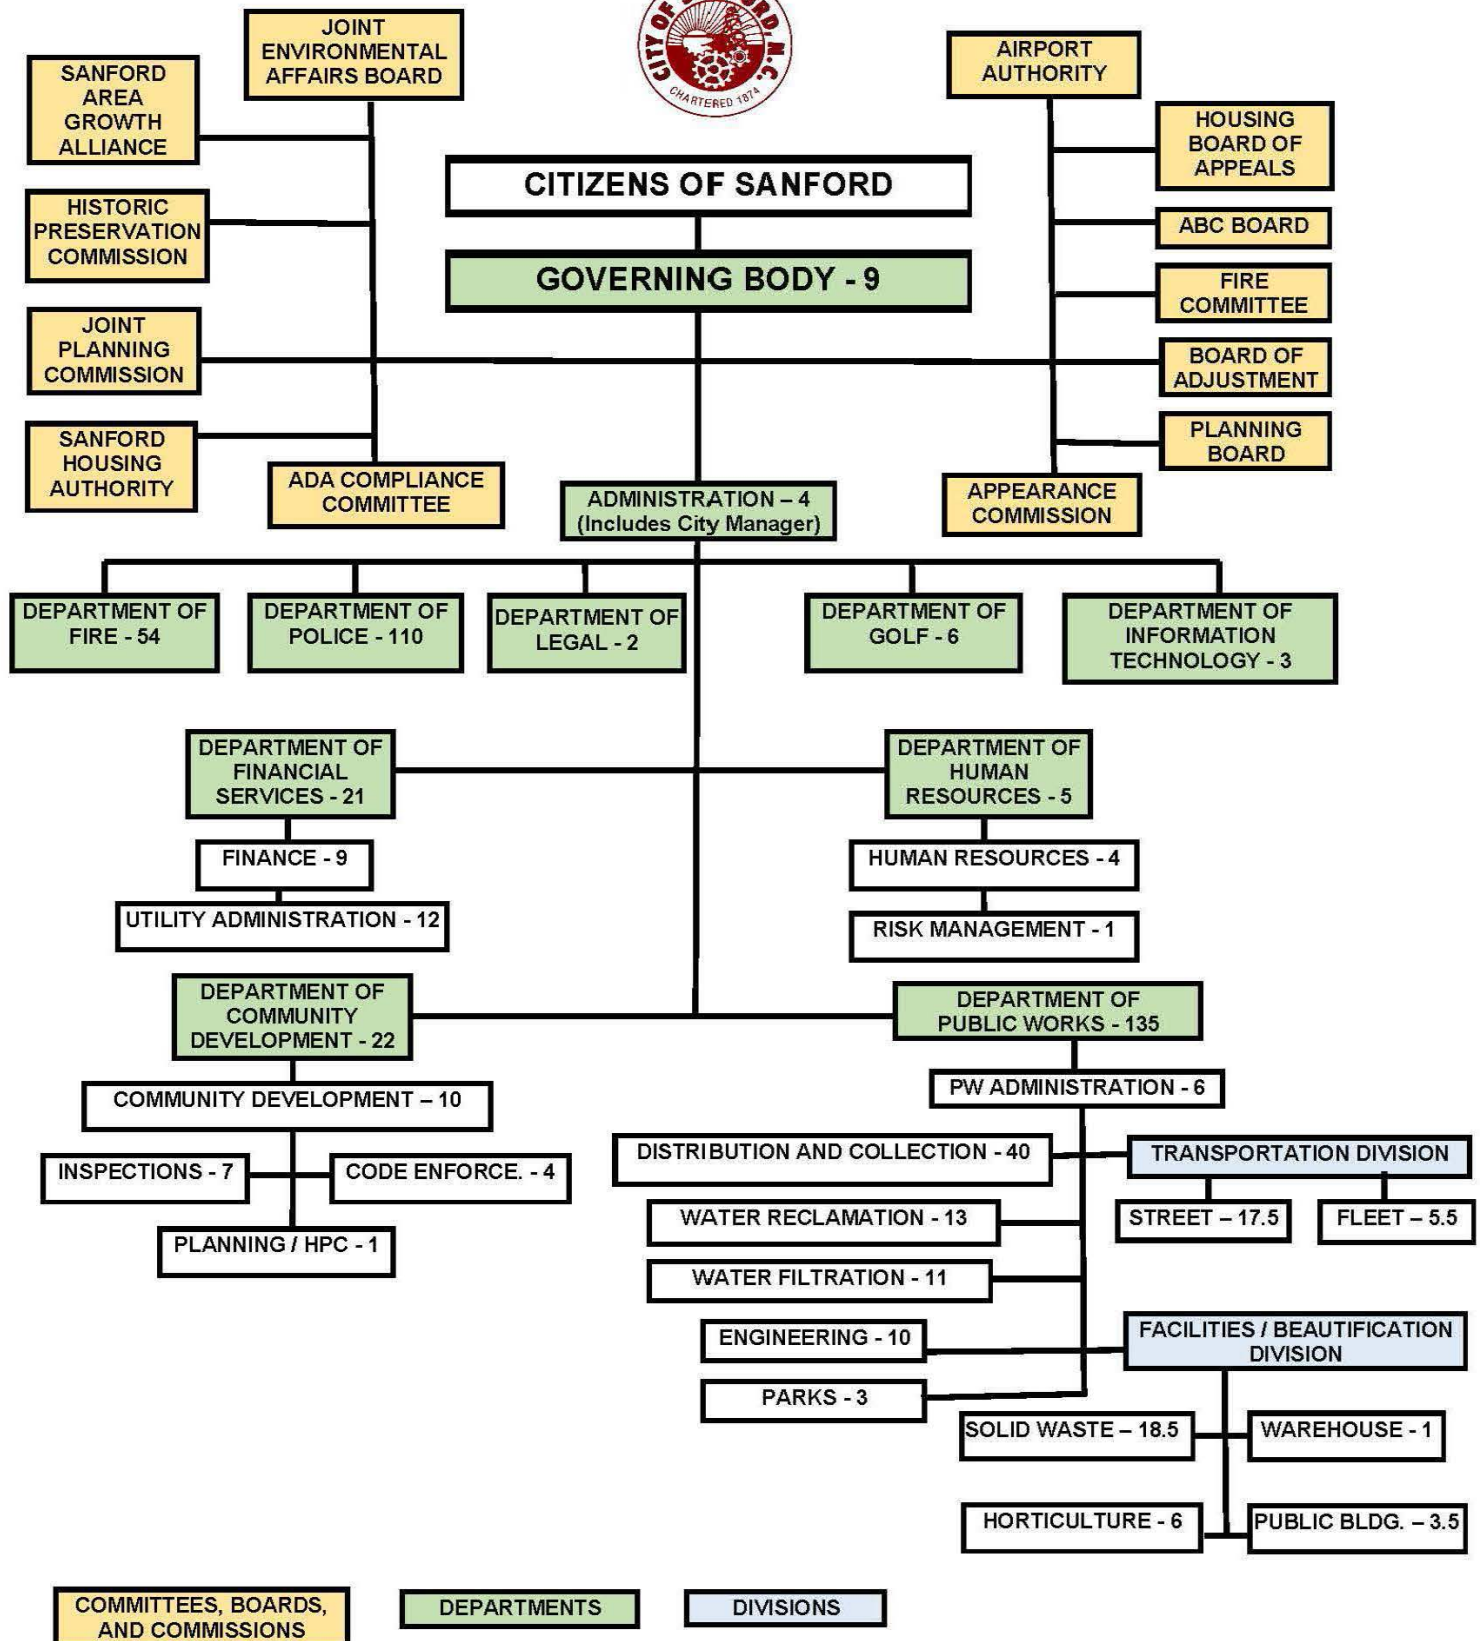 CITY OF SANFORD, N.C.
CHARTERED 1874
JOINT
ENVIRONMENTAL
AFFAIRS BOARD
SANFORD
AREA
GROWTH
ALLIANCE
HISTORIC
PRESERVATION
COMMISSION
JOINT
PLANNING
COMMISSION
SANFORD
HOUSING
AUTHORITY
ADA COMPLIANCE
COMMITTEE
CITIZENS OF SANFORD
GOVERNING BODY - 9
AIRPORT
AUTHORITY
HOUSING
BOARD OF
APPEALS
ABC BOARD
FIRE
COMMITTEE
BOARD OF
ADJUSTMENT
PLANNING
BOARD
APPEARANCE
COMMISSION
ADMINISTRATION – 4
(Includes City Manager)
DEPARTMENT OF
FIRE - 54
DEPARTMENT OF
POLICE - 110
DEPARTMENT OF
LEGAL - 2
DEPARTMENT OF
GOLF - 6
DEPARTMENT OF
INFORMATION
TECHNOLOGY - 3
DEPARTMENT OF
FINANCIAL
SERVICES - 21
FINANCE - 9
UTILITY ADMINISTRATION - 12
DEPARTMENT OF
HUMAN
RESOURCES - 5
HUMAN RESOURCES - 4
RISK MANAGEMENT - 1
DEPARTMENT OF
COMMUNITY
DEVELOPMENT - 22
COMMUNITY DEVELOPMENT – 10
INSPECTIONS - 7
CODE ENFORCE. - 4
PLANNING / HPC - 1
DEPARTMENT OF
PUBLIC WORKS - 135
PW ADMINISTRATION - 6
DISTRIBUTION AND COLLECTION - 40
WATER RECLAMATION - 13
WATER FILTRATION - 11
ENGINEERING - 10
PARKS - 3
TRANSPORTATION DIVISION
STREET – 17.5
FLEET – 5.5
FACILITIES / BEAUTIFICATION
DIVISION
SOLID WASTE – 18.5
WAREHOUSE - 1
HORTICULTURE - 6
PUBLIC BLDG. – 3.5
COMMITTEES, BOARDS,
AND COMMISSIONS
DEPARTMENTS
DIVISIONS